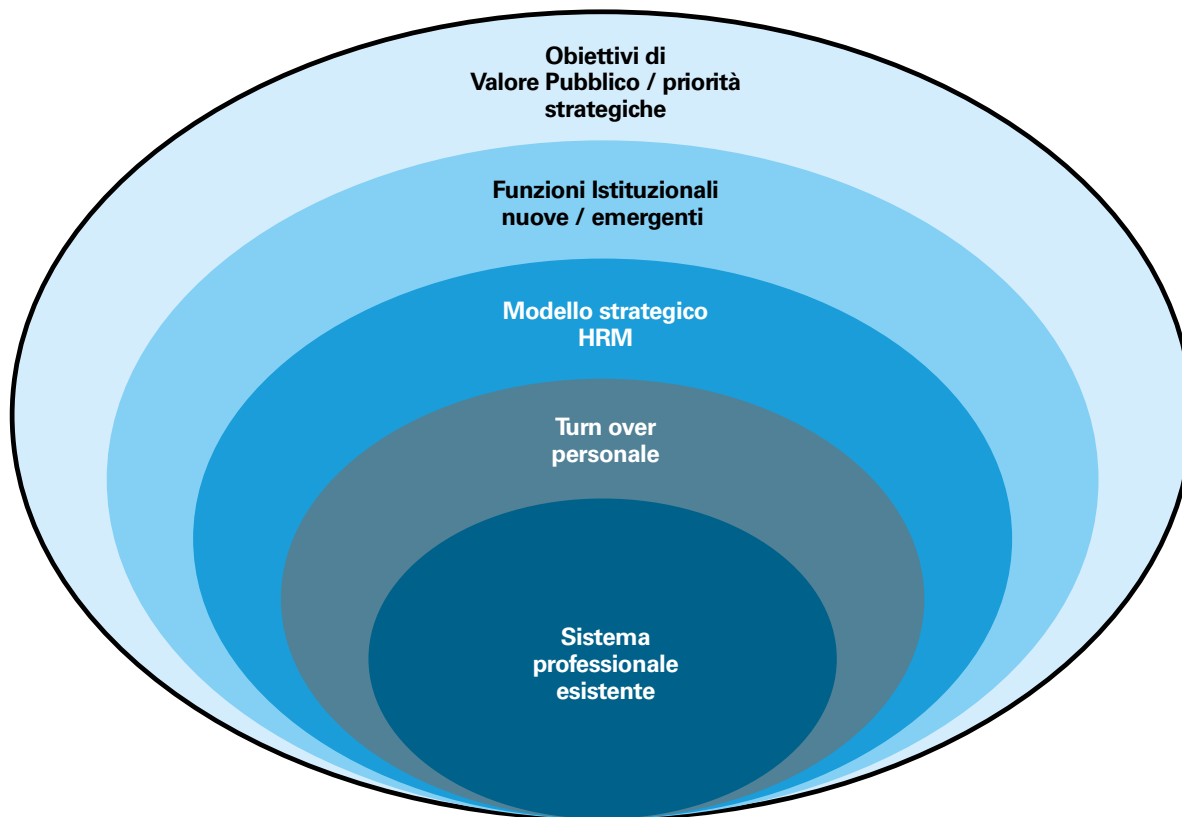 Obiettivi di
Valore Pubblico / priorità
strategiche
Funzioni Istituzionali
nuove / emergenti
Modello strategico
HRM
Turn over
personale
Sistema
professionale
esistente